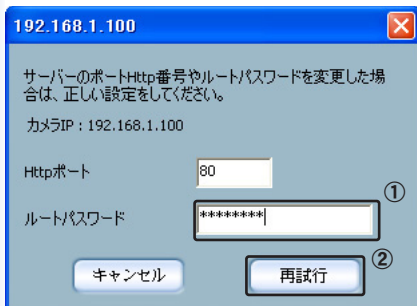 192.168.1.100
サーバーのポートHttp番号やルートパスワードを変更した場
合は、正しい設定をしてください。
カメラIP : 192.168.1.100
Httpポート 80
①
ルートパスワード ********
②
キャンセル 再試行